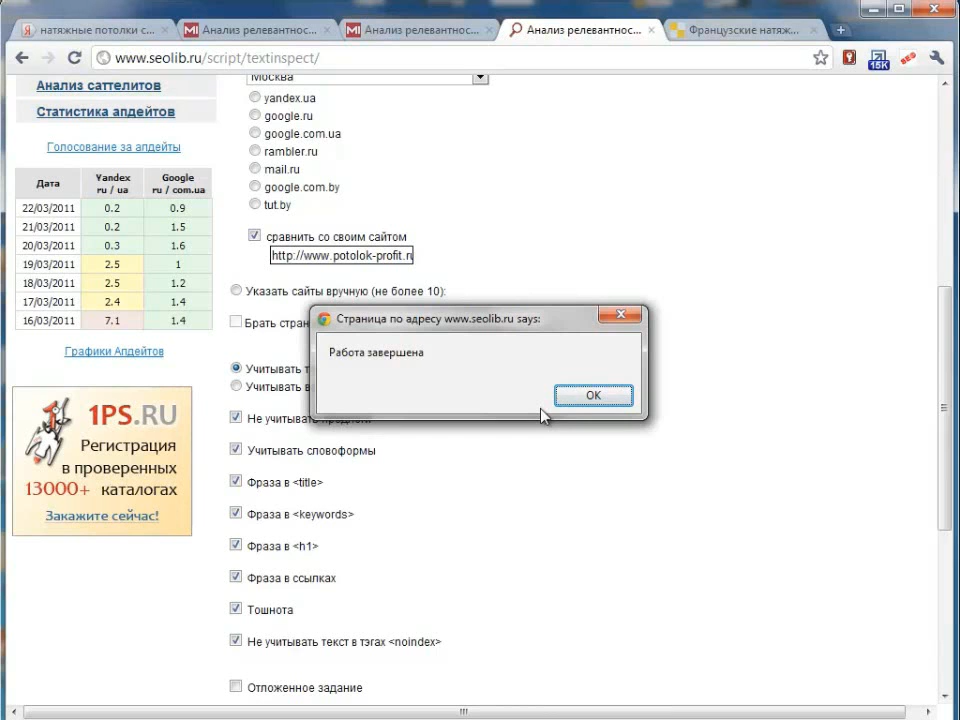 натяжные потолки с...
Анализ релевантнос...
Анализ релевантнос...
Анализ релевантнос...
Французские натяж...
www.seolib.ru/script/textinspect/
15K
Анализ саттелитов
Статистика апдейтов
Голосование за апдейты
Дата Yandex ru / ua Google ru / com.ua
22/03/2011 0.2 0.9
21/03/2011 0.2 1.5
20/03/2011 0.3 1.6
19/03/2011 2.5 1
18/03/2011 2.5 1.2
17/03/2011 2.4 1.4
16/03/2011 7.1 1.4
Графики Апдейтов
1PS.RU
Регистрация
в проверенных
13000+ каталогах
Закажите сейчас!
Москва
yandex.ua
google.ru
google.com.ua
rambler.ru
mail.ru
google.com.by
tut.by
сравнить со своим сайтом
http://www.potolok-profit.ru
Указать сайты вручную (не более 10):
Брать стран
Страница по адресу www.seolib.ru says:
Работа завершена
OK
Учитывать
Учитывать
Не учитывать
Учитывать словоформы
Фраза в <title>
Фраза в <keywords>
Фраза в <h1>
Фраза в ссылках
Тошнота
Не учитывать текст в тэгах <noindex>
Отложенное задание